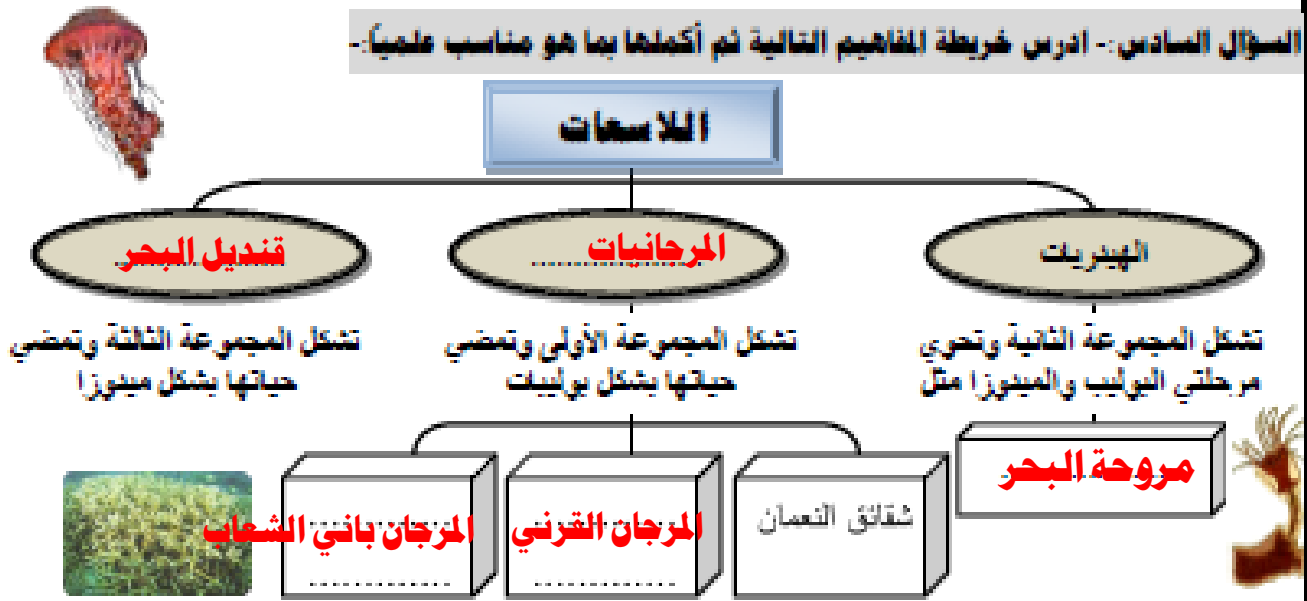 السؤال السادس :- ادرس خريطة المفاهيم التالية ثم أكملها بما هو مناسب علمياً:-
اللاسعات
الهيدريات
المرجانيات
قنديل البحر
تشكل المجموعة الثانية وتحوي
مرحلتي البوليب والميدوزا مثل
تشكل المجموعة الأولى وتمضي
حياتها بشكل بوليبات
تشكل المجموعة الثالثة وتمضي
حياتها بشكل ميدوزا
مروحة البحر
شقائق النعمان
المرجان القرني
المرجان باني الشعاب